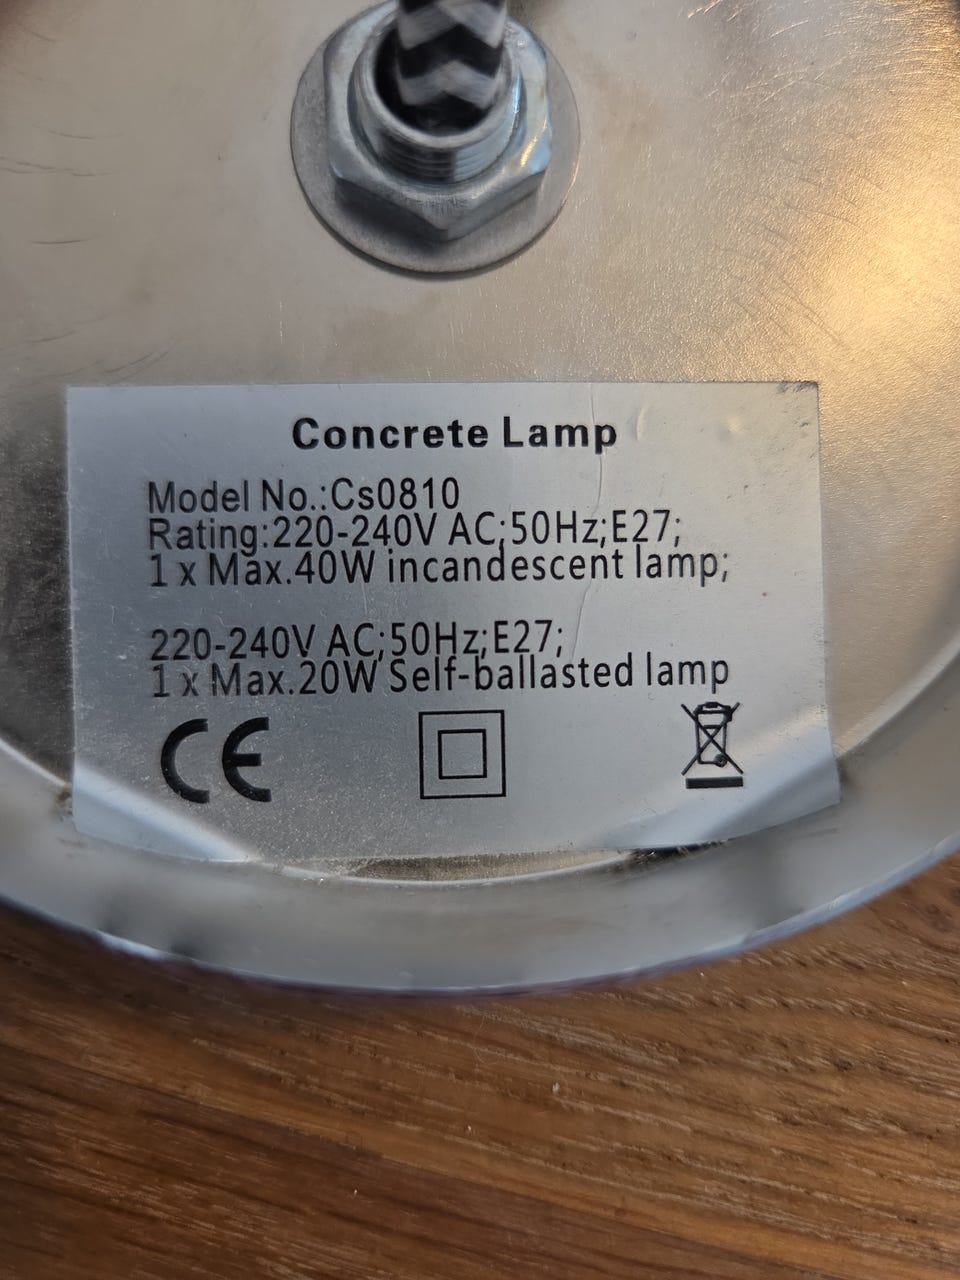 Concrete Lamp
Model No.:Cs0810
Rating:220-240V AC;50Hz;E27;
1 x Max.40W incandescent lamp;
220-240V AC;50Hz;E27;
1 x Max.20W Self-ballasted lamp
CE